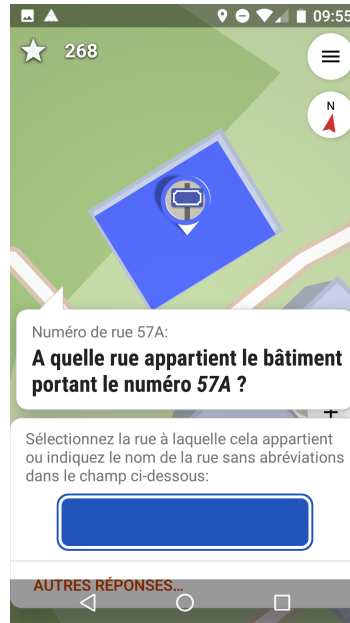 09:55
268
N
Numéro de rue 57A:
A quelle rue appartient le bâtiment
portant le numéro 57A ?
+
Sélectionnez la rue à laquelle cela appartient
ou indiquez le nom de la rue sans abréviations
dans le champ ci-dessous:
AUTRES RÉPONSES...